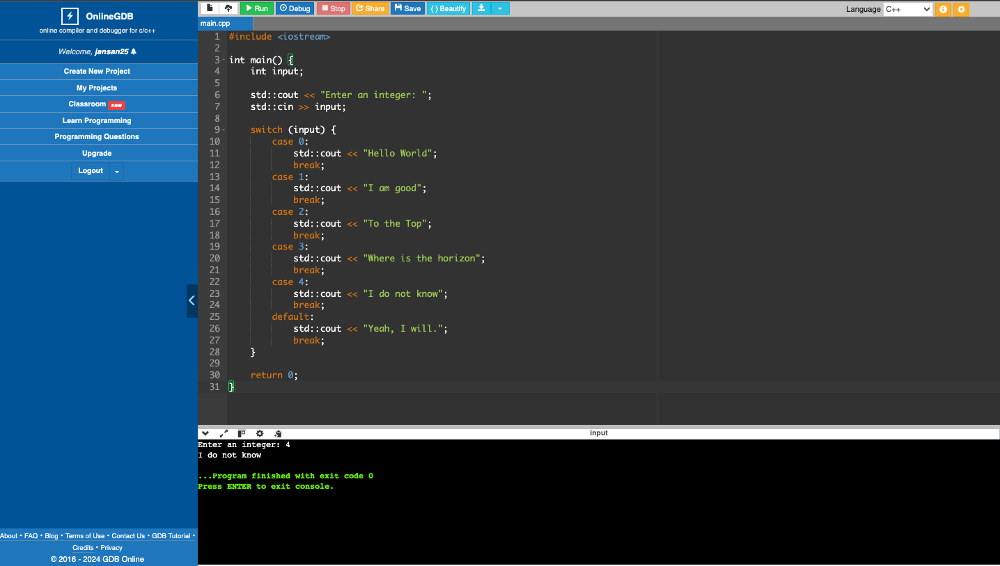 OnlineGDB
online compiler and debugger for c/c++
Welcome, jansan25
Create New Project
My Projects
Classroom new
Learn Programming
Programming Questions
Upgrade
Logout
About • FAQ • Blog • Terms of Use • Contact Us • GDB Tutorial •
Credits • Privacy
© 2016 - 2024 GDB Online
Run Debug Stop Share Save { } Beautify Language C++
main.cpp
1 #include <iostream>
2
3 int main() {
4     int input;
5
6     std::cout << "Enter an integer: ";
7     std::cin >> input;
8
9     switch (input) {
10         case 0:
11             std::cout << "Hello World";
12             break;
13         case 1:
14             std::cout << "I am good";
15             break;
16         case 2:
17             std::cout << "To the Top";
18             break;
19         case 3:
20             std::cout << "Where is the horizon";
21             break;
22         case 4:
23             std::cout << "I do not know";
24             break;
25         default:
26             std::cout << "Yeah, I will.";
27             break;
28     }
29
30     return 0;
31 }
input
Enter an integer: 4
I do not know
...Program finished with exit code 0
Press ENTER to exit console.